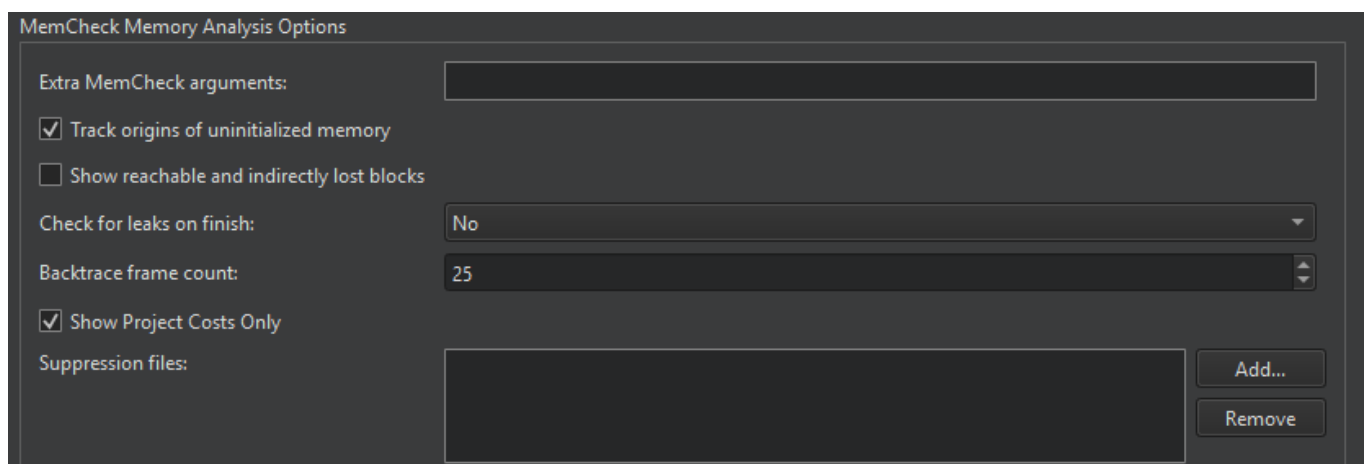 MemCheck Memory Analysis Options
Extra MemCheck arguments:
Track origins of uninitialized memory
Show reachable and indirectly lost blocks
Check for leaks on finish: No
Backtrace frame count: 25
Show Project Costs Only
Suppression files:
Add...
Remove